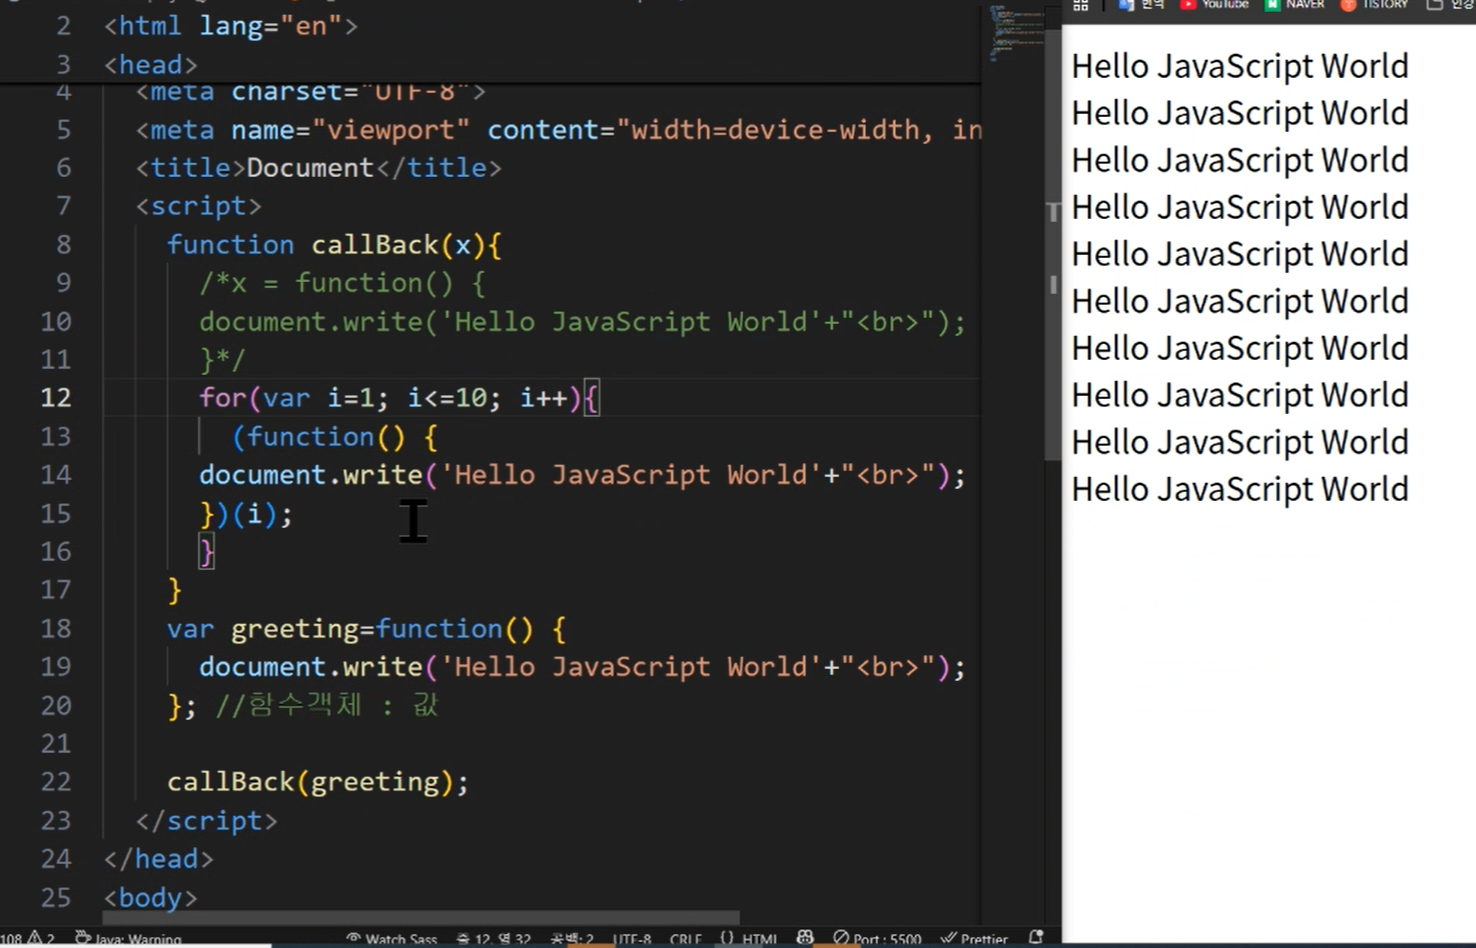 2 <html lang="en">
3 <head>
4 <meta charset="UTF-8">
5 <meta name="viewport" content="width=device-width, in
6 <title>Document</title>
7 <script>
8 function callBack(x){
9 /*x = function() {
10 document.write('Hello JavaScript World'+"<br>");
11 }*/
12 for(var i=1; i<=10; i++){
13 (function() {
14 document.write('Hello JavaScript World'+"<br>");
15 })(i);
16 }
17 }
18 var greeting=function() {
19 document.write('Hello JavaScript World'+"<br>");
20 }; //함수객체 : 값
21
22 callBack(greeting);
23 </script>
24 </head>
25 <body>
108 2 Java: Warning Watch Sass 줄 12, 열 32 공백: 2 UTF-8 CRLF {} HTML Port : 5500 Prettier
번역 YouTube NAVER TISTORY 인강
Hello JavaScript World
Hello JavaScript World
Hello JavaScript World
Hello JavaScript World
Hello JavaScript World
Hello JavaScript World
Hello JavaScript World
Hello JavaScript World
Hello JavaScript World
Hello JavaScript World